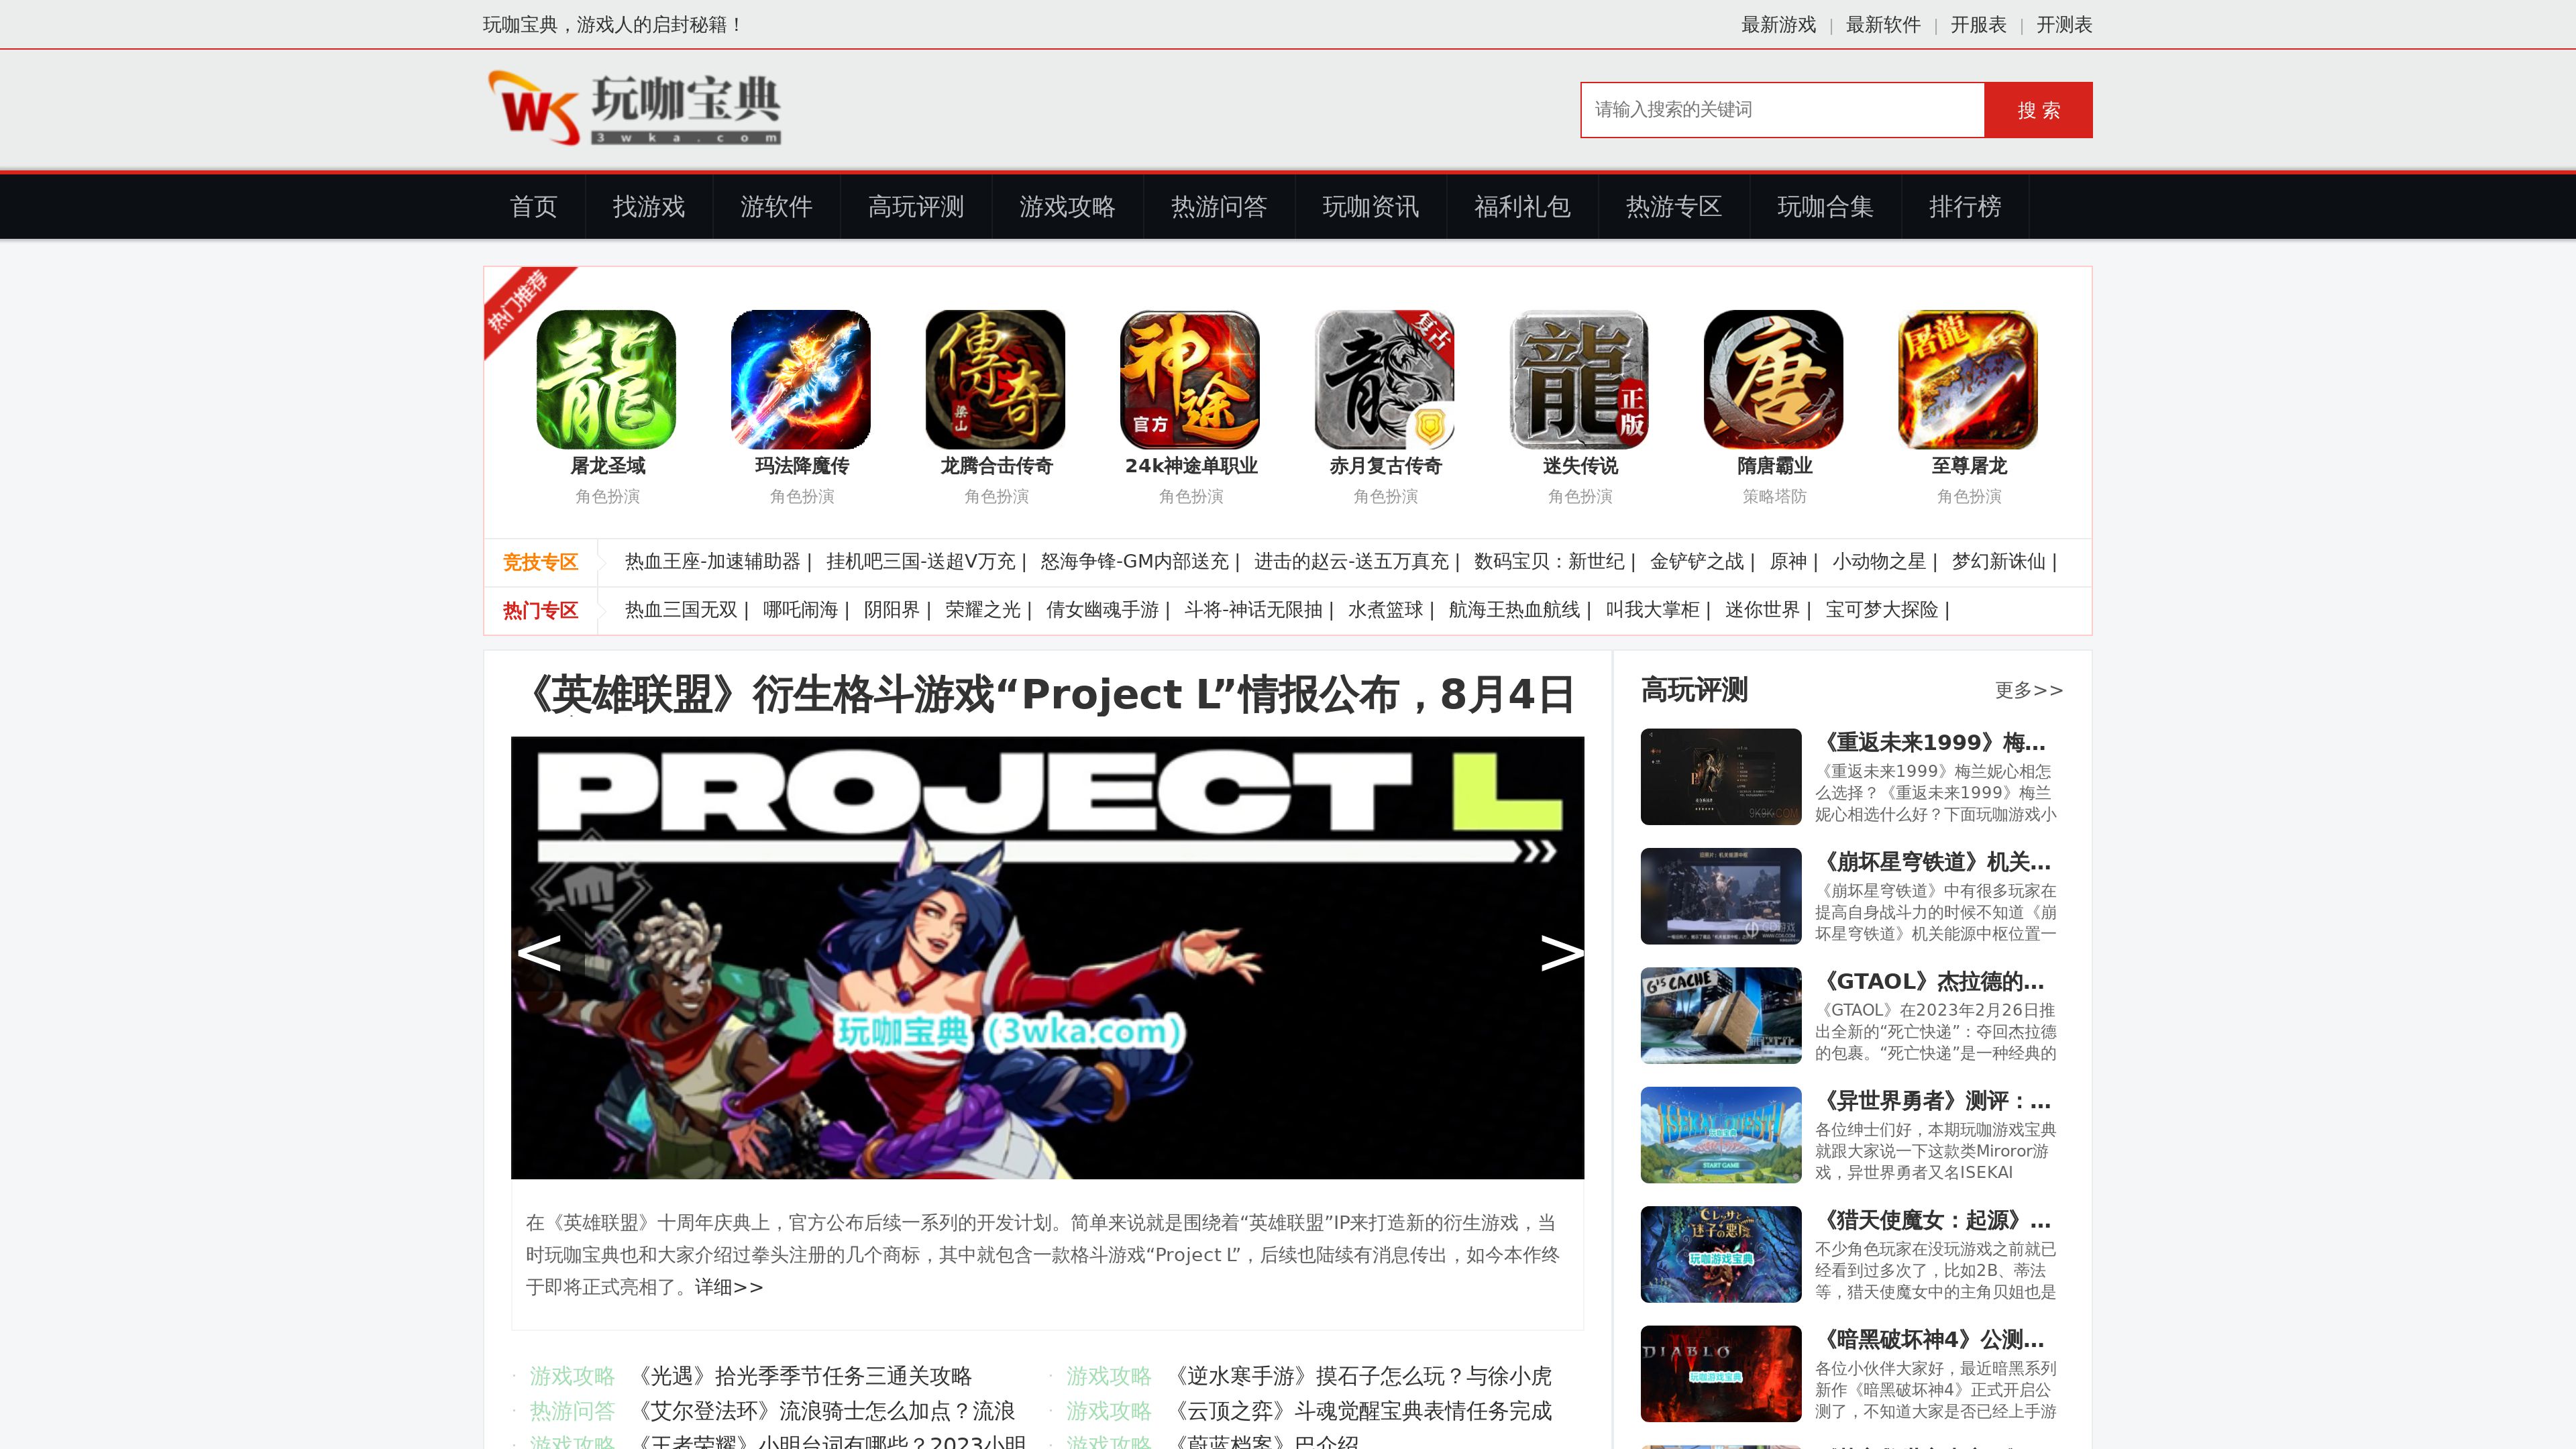 玩咖宝典，游戏人的启封秘籍！
最新游戏 | 最新软件 | 开服表 | 开测表
玩咖宝典
3wka.com
请输入搜索的关键词
搜 索
首页 找游戏 游软件 高玩评测 游戏攻略 热游问答 玩咖资讯 福利礼包 热游专区 玩咖合集 排行榜
热门推荐
龍
傳奇
梁山
神途
官方
龍
复古
龍
正版
唐
屠龍
屠龙圣域 玛法降魔传 龙腾合击传奇 24k神途单职业 赤月复古传奇 迷失传说 隋唐霸业 至尊屠龙
角色扮演 角色扮演 角色扮演 角色扮演 角色扮演 角色扮演 策略塔防 角色扮演
竞技专区 热血王座-加速辅助器 | 挂机吧三国-送超V万充 | 怒海争锋-GM内部送充 | 进击的赵云-送五万真充 | 数码宝贝：新世纪 | 金铲铲之战 | 原神 | 小动物之星 | 梦幻新诛仙 |
热门专区 热血三国无双 | 哪吒闹海 | 阴阳界 | 荣耀之光 | 倩女幽魂手游 | 斗将-神话无限抽 | 水煮篮球 | 航海王热血航线 | 叫我大掌柜 | 迷你世界 | 宝可梦大探险 |
《英雄联盟》衍生格斗游戏“Project L”情报公布，8月4日
PROJECT L
<
>
玩咖宝典（3wka.com）
在《英雄联盟》十周年庆典上，官方公布后续一系列的开发计划。简单来说就是围绕着“英雄联盟”IP来打造新的衍生游戏，当
时玩咖宝典也和大家介绍过拳头注册的几个商标，其中就包含一款格斗游戏“Project L”，后续也陆续有消息传出，如今本作终
于即将正式亮相了。详细>>
· 游戏攻略 《光遇》拾光季季节任务三通关攻略
· 游戏攻略 《逆水寒手游》摸石子怎么玩？与徐小虎
· 热游问答 《艾尔登法环》流浪骑士怎么加点？流浪
· 游戏攻略 《云顶之弈》斗魂觉醒宝典表情任务完成
· 游戏攻略 《王者荣耀》小明台词有哪些？2023小明
· 游戏攻略 《蔚蓝档案》巴介绍
高玩评测
更多>>
《重返未来1999》梅...
《重返未来1999》梅兰妮心相怎
么选择？《重返未来1999》梅兰
妮心相选什么好？下面玩咖游戏小
《崩坏星穹铁道》机关...
《崩坏星穹铁道》中有很多玩家在
提高自身战斗力的时候不知道《崩
坏星穹铁道》机关能源中枢位置一
G'S CACHE
《GTAOL》杰拉德的...
《GTAOL》在2023年2月26日推
出全新的“死亡快递”：夺回杰拉德
的包裹。“死亡快递”是一种经典的
ISEKAI QUEST
START GAME
《异世界勇者》测评：...
各位绅士们好，本期玩咖游戏宝典
就跟大家说一下这款类Miroror游
戏，异世界勇者又名ISEKAI
玩咖游戏宝典
《猎天使魔女：起源》...
不少角色玩家在没玩游戏之前就已
经看到过多次了，比如2B、蒂法
等，猎天使魔女中的主角贝姐也是
DIABLO
玩咖游戏宝典
《暗黑破坏神4》公测...
各位小伙伴大家好，最近暗黑系列
新作《暗黑破坏神4》正式开启公
测了，不知道大家是否已经上手游